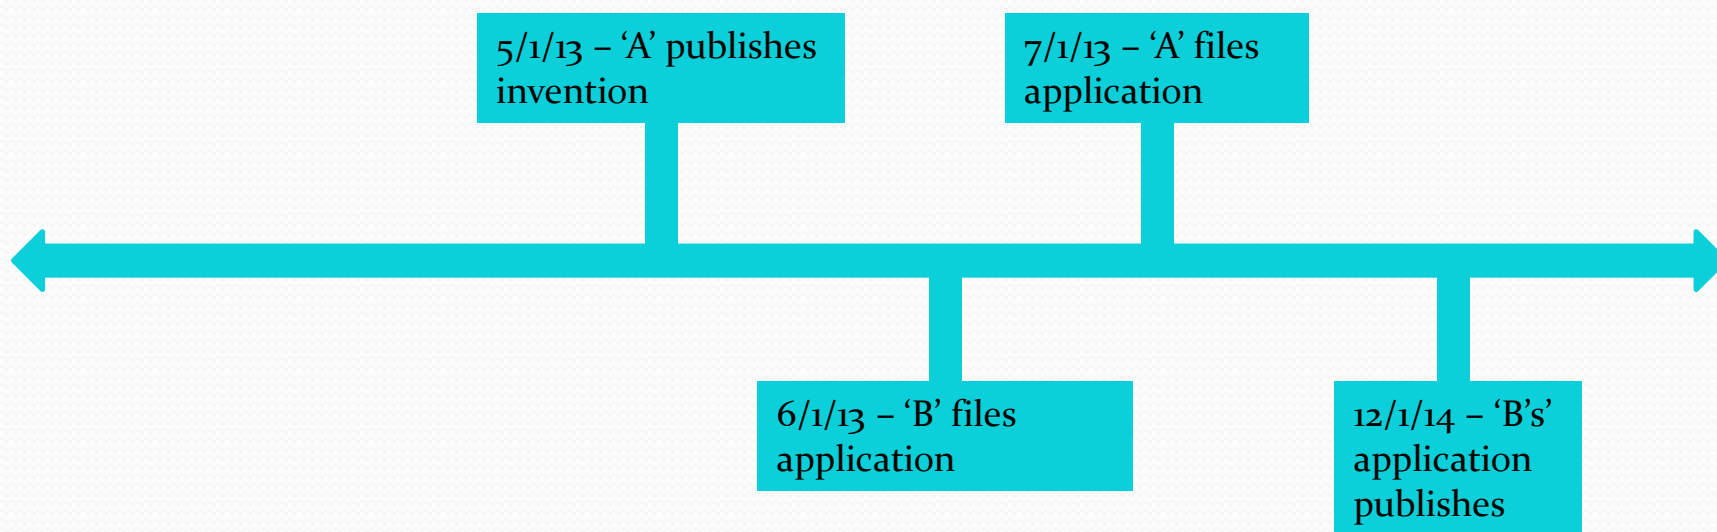 5/1/13 – ‘A’ publishes
invention
7/1/13 – ‘A’ files
application
6/1/13 – ‘B’ files
application
12/1/14 – ‘B’s’
application
publishes